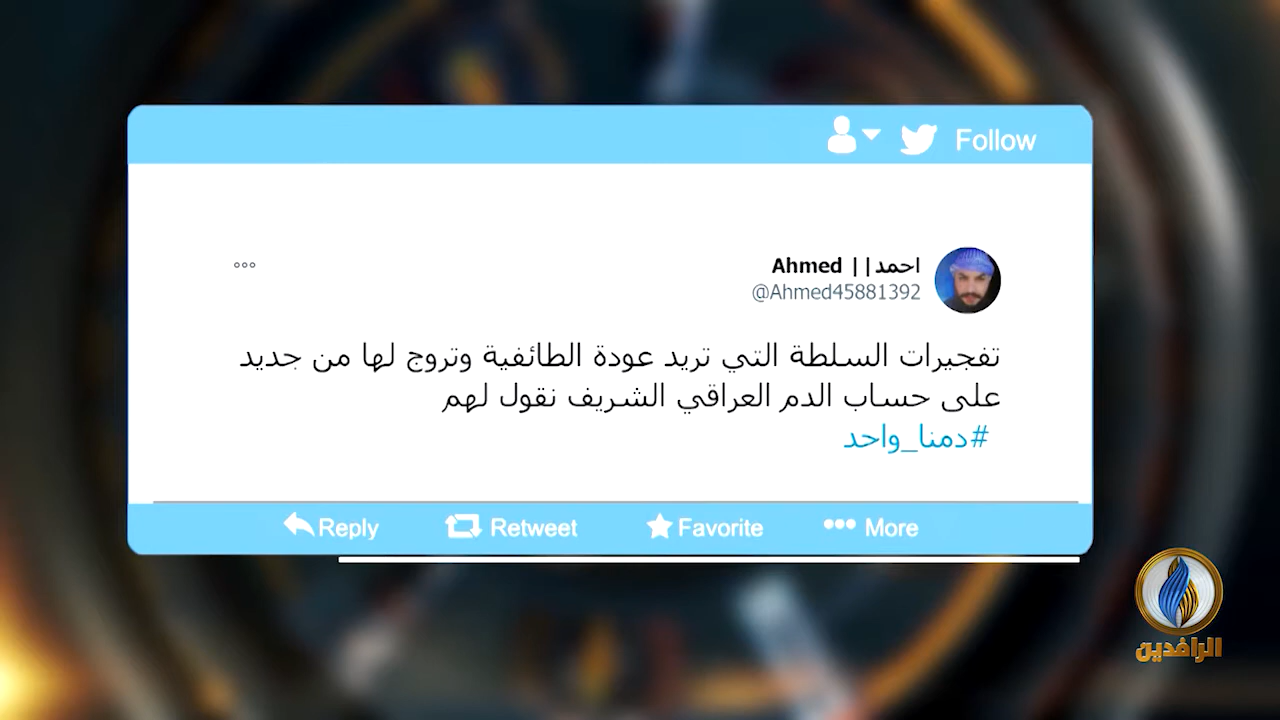 Follow
احمد|| Ahmed
@Ahmed45881392
تفجيرات السلطة التي تريد عودة الطائفية وتروج لها من جديد
على حساب الدم العراقي الشريف نقول لهم
#دمنا_واحد
Reply Retweet Favorite More
الرافدين